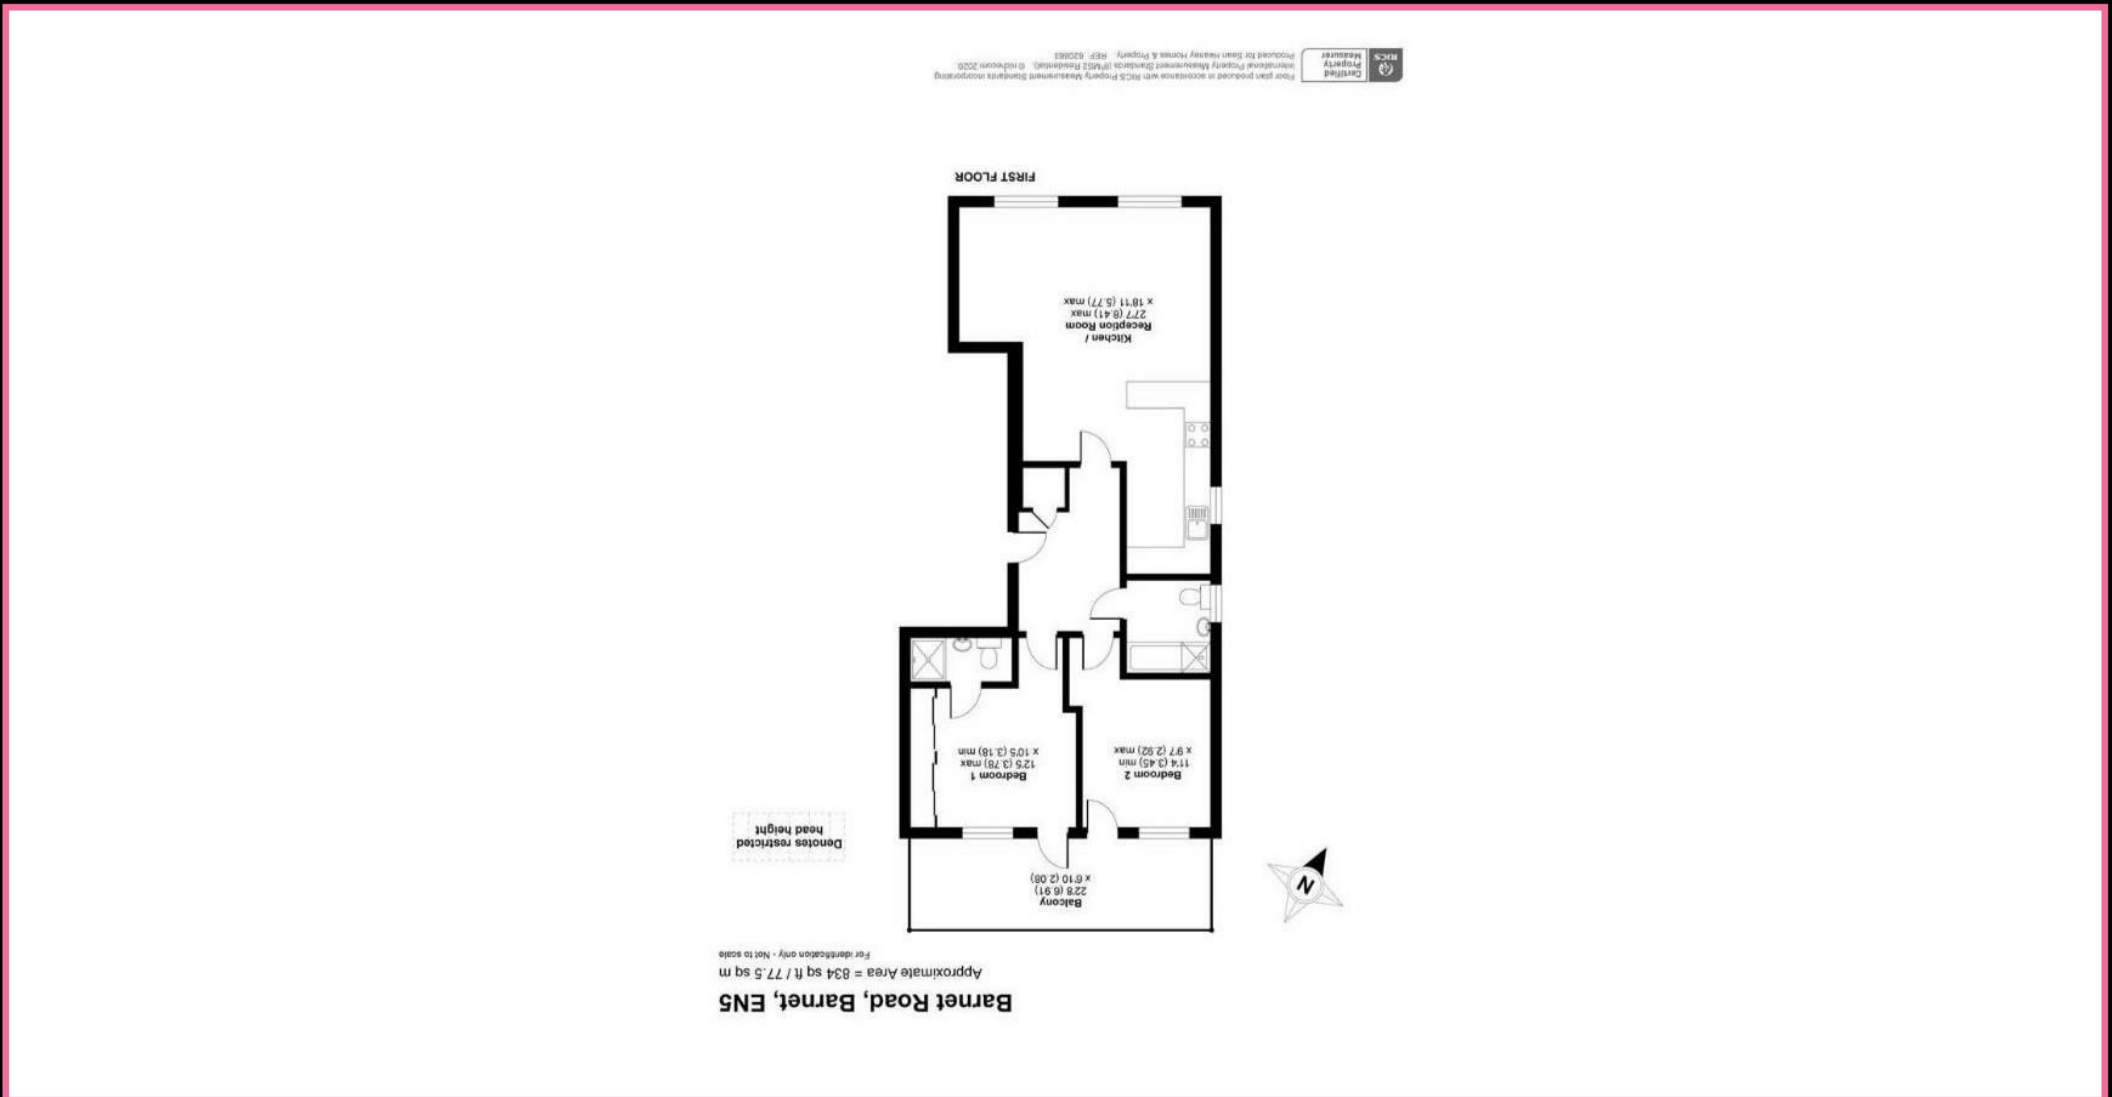 Barnet Road, Barnet, EN5
Approximate Area = 834 sq ft / 77.5 sq m
For identification only - Not to scale
N
Balcony
22'8 (6.91)
x 6'10 (2.08)
Denotes restricted
head height
Bedroom 2
11'4 (3.45) min
x 9'7 (2.92) max
Bedroom 1
12'5 (3.78) max
x 10'5 (3.18) min
Kitchen /
Reception Room
27'7 (8.41) max
x 18'11 (5.77) max
FIRST FLOOR
RICS
Certified
Property
Measurer
Floor plan produced in accordance with RICS Property Measurement Standards incorporating
International Property Measurement Standards (IPMS2 Residential). © nichecom 2020.
Produced for Sean Heaney Homes & Property. REF: 620863